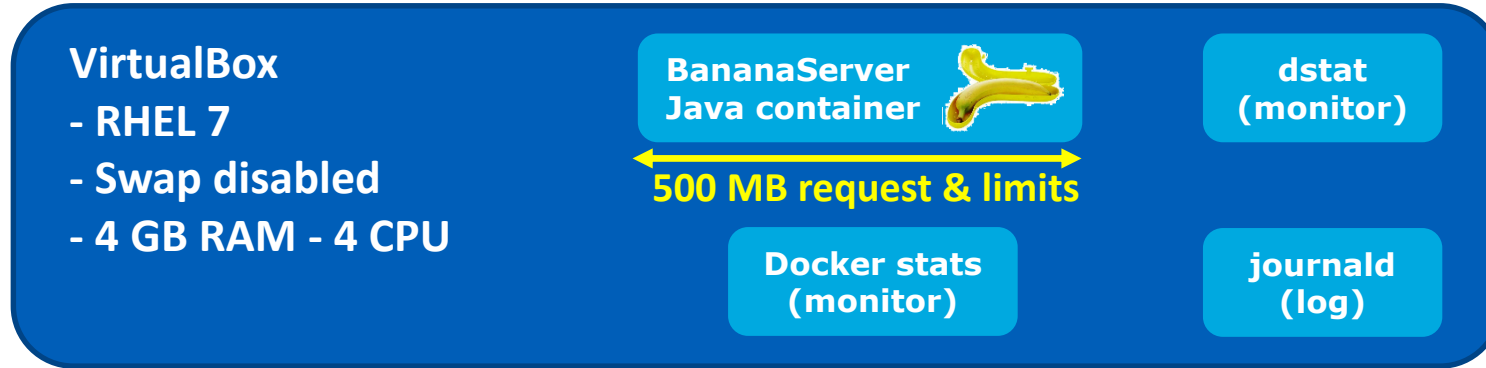 VirtualBox
- RHEL 7
- Swap disabled
- 4 GB RAM - 4 CPU
BananaServer
Java container
500 MB request & limits
Docker stats
(monitor)
dstat
(monitor)
journald
(log)